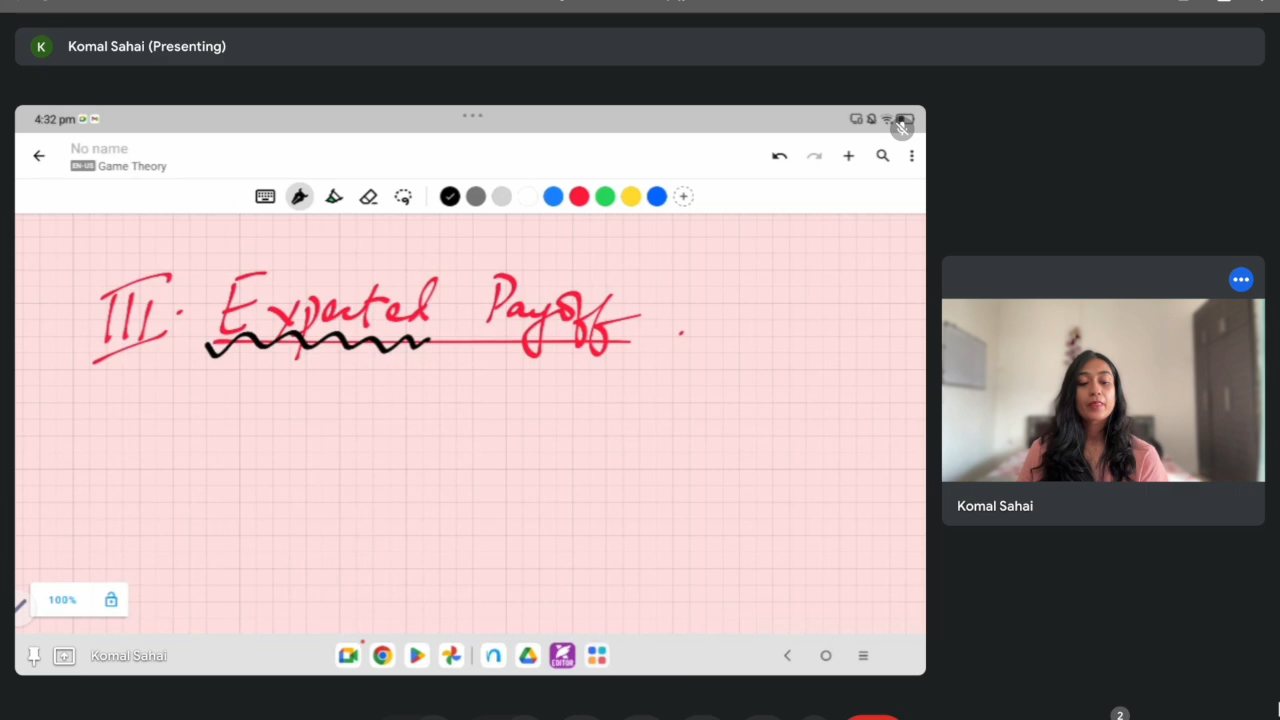 K Komal Sahai (Presenting)
4:32 pm
No name
EN-US Game Theory
III. Expected Payoff .
Komal Sahai
100%
Komal Sahai
EDITOR
2